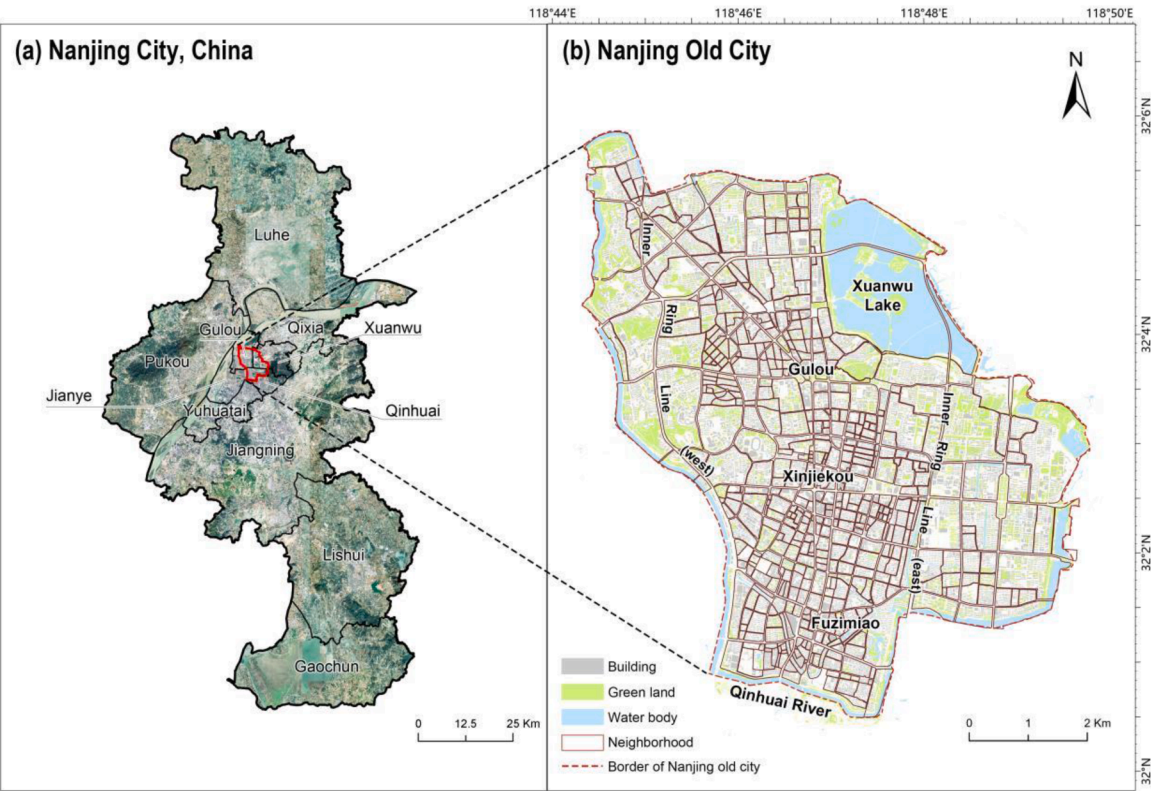 118°44'E 118°46'E 118°48'E 118°50'E
(a) Nanjing City, China
(b) Nanjing Old City
N
32°6'N
32°4'N
32°2'N
32°N
Luhe
Gulou
Qixia
Xuanwu
Pukou
Jianye
Yuhuatai
Qinhuai
Jiangning
Lishui
Gaochun
0 12.5 25 Km
Inner
Ring
Line
(west)
Xuanwu
Lake
Gulou
Inner
Ring
Line
(east)
Xinjiekou
Fuzimiao
Qinhuai River
Building
Green land
Water body
Neighborhood
Border of Nanjing old city
0 1 2 Km